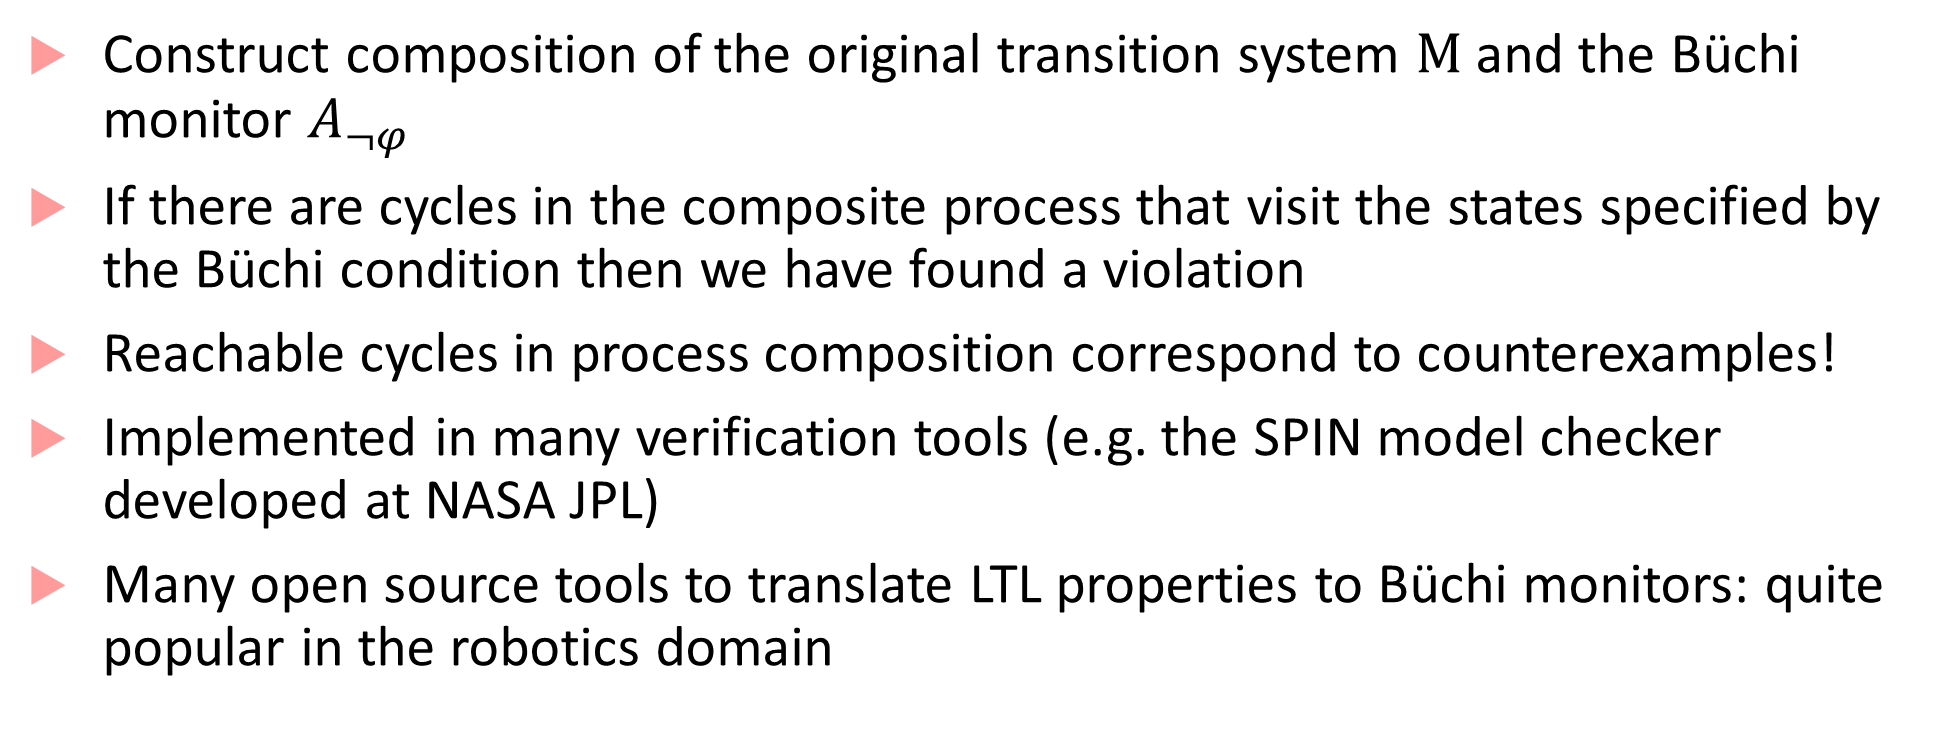 Construct composition of the original transition system M and the Büchi
monitor A¬φ
If there are cycles in the composite process that visit the states specified by
the Büchi condition then we have found a violation
Reachable cycles in process composition correspond to counterexamples!
Implemented in many verification tools (e.g. the SPIN model checker
developed at NASA JPL)
Many open source tools to translate LTL properties to Büchi monitors: quite
popular in the robotics domain